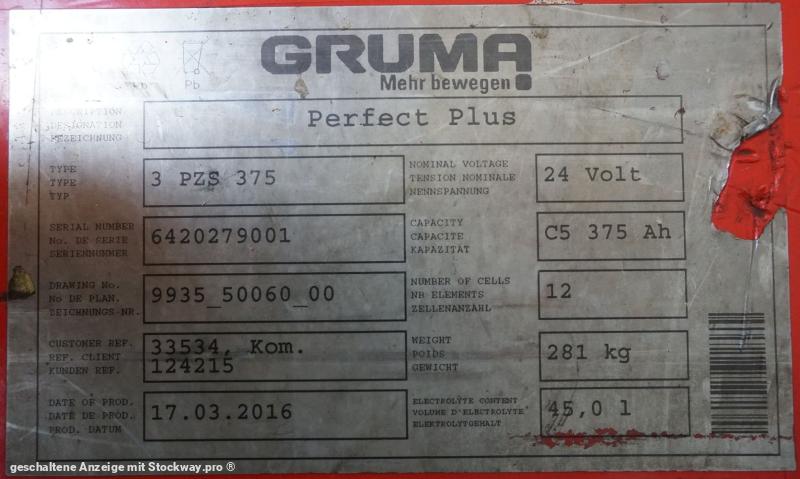 GRUMA
Mehr bewegen!
Pb
Pb
DESCRIPTION
DESIGNATION
BEZEICHNUNG
Perfect Plus
TYPE
TYPE
TYP
3 PZS 375
NOMINAL VOLTAGE
TENSION NOMINALE
NENNSPANNUNG
24 Volt
SERIAL NUMBER
No. DE SERIE
SERIENNUMMER
6420279001
CAPACITY
CAPACITE
KAPAZITÄT
C5 375 Ah
DRAWING No.
No DE PLAN.
ZEICHNUNGS-NR.
9935_50060_00
NUMBER OF CELLS
NB ELEMENTS
ZELLENANZAHL
12
CUSTOMER REF.
REF. CLIENT
KUNDEN REF.
33534, Kom.
124215
WEIGHT
POIDS
GEWICHT
281 kg
DATE OF PROD.
DATE DE PROD.
PROD. DATUM
17.03.2016
ELECTROLYTE CONTENT
VOLUME D'ELECTROLYTE
ELEKTROLYTGEHALT
45,0 l
geschaltene Anzeige mit Stockway.pro ®